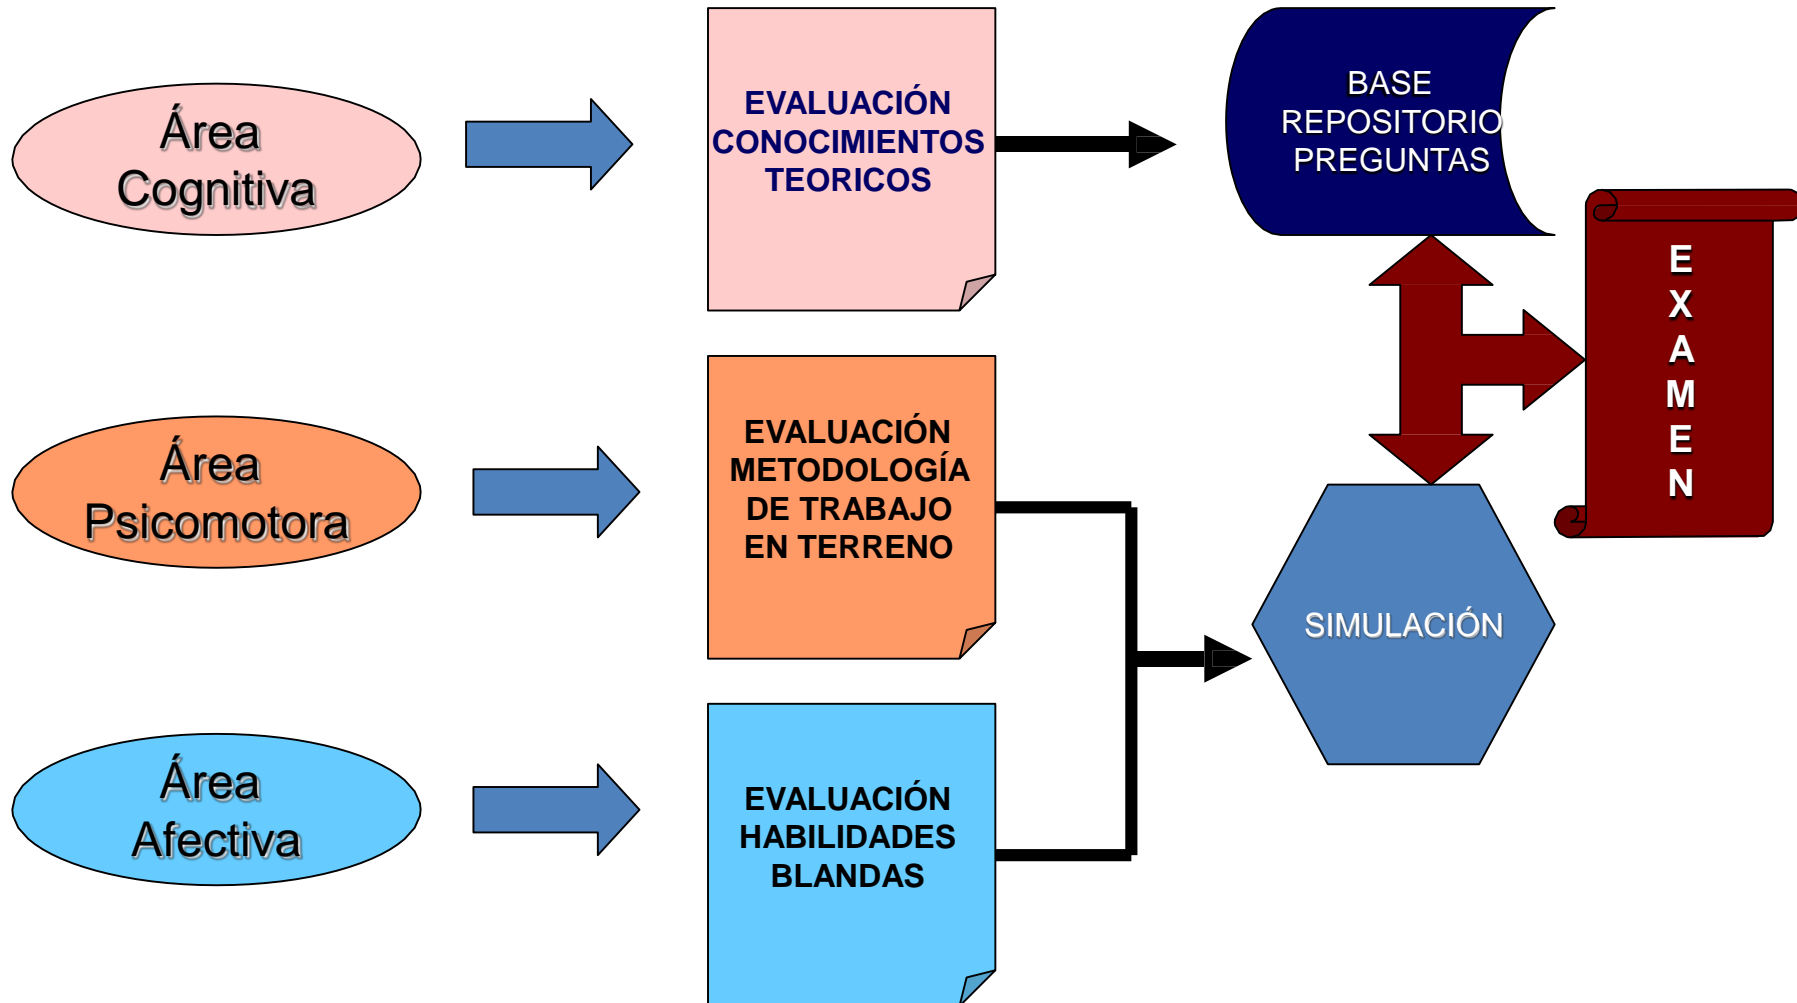 Área
Cognitiva
EVALUACIÓN
CONOCIMIENTOS
TEORICOS
BASE
REPOSITORIO
PREGUNTAS
E
X
A
M
E
N
Área
Psicomotora
EVALUACIÓN
METODOLOGÍA
DE TRABAJO
EN TERRENO
SIMULACIÓN
Área
Afectiva
EVALUACIÓN
HABILIDADES
BLANDAS